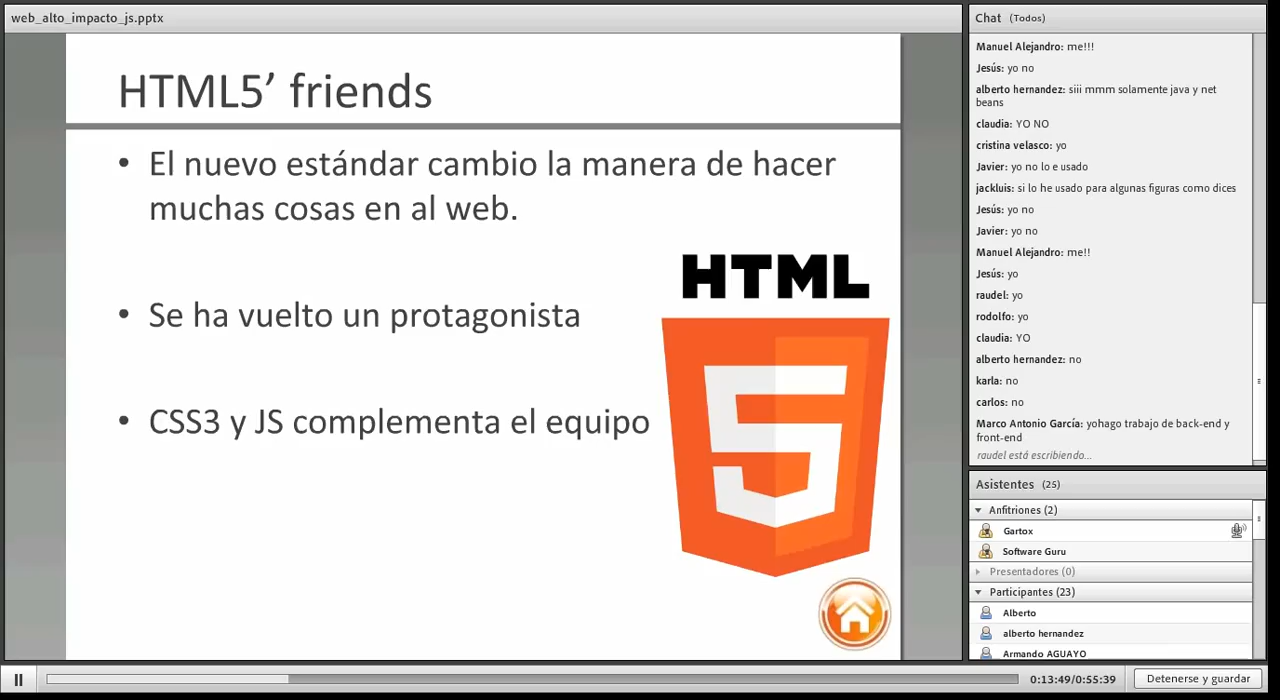 web_alto_impacto_js.pptx
HTML5’ friends
• El nuevo estándar cambio la manera de hacer
muchas cosas en al web.
• Se ha vuelto un protagonista
• CSS3 y JS complementa el equipo
HTML
5
Chat (Todos)
Manuel Alejandro: me!!!
Jesús: yo no
alberto hernandez: siii mmm solamente java y net
beans
claudia: YO NO
cristina velasco: yo
Javier: yo no lo e usado
jackluis: si lo he usado para algunas figuras como dices
Jesús: yo no
Javier: yo no
Manuel Alejandro: me!!
Jesús: yo
raudel: yo
rodolfo: yo
claudia: YO
alberto hernandez: no
karla: no
carlos: no
Marco Antonio García: yohago trabajo de back-end y
front-end
raudel está escribiendo...
Asistentes (25)
Anfitriones (2)
Gartox
Software Guru
Presentadores (0)
Participantes (23)
Alberto
alberto hernandez
Armando AGUAYO
0:13:49/0:55:39
Detenerse y guardar